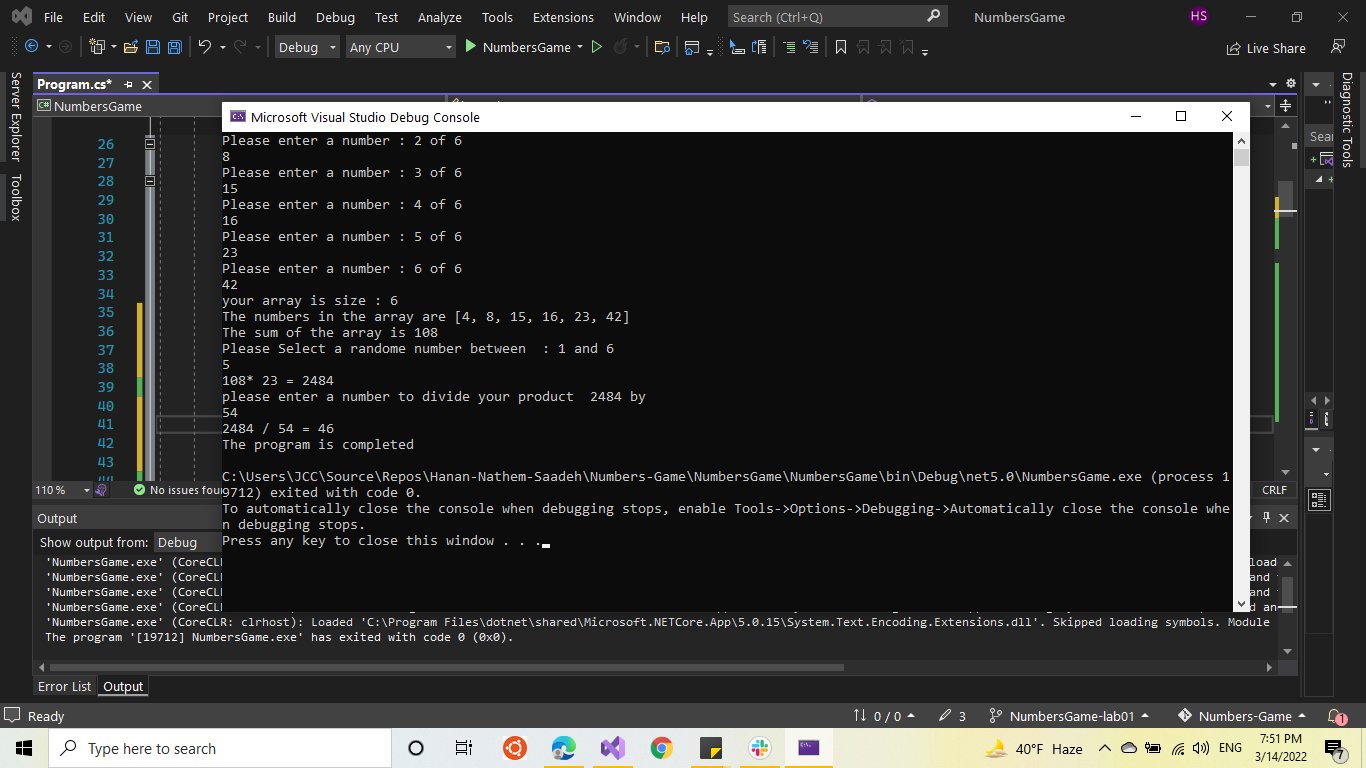 File Edit View Git Project Build Debug Test Analyze Tools Extensions Window Help Search (Ctrl+Q) NumbersGame HS
Debug Any CPU NumbersGame Live Share
Server Explorer
Toolbox
Program.cs*
NumbersGame
26
27
28
29
30
31
32
33
34
35
36
37
38
39
40
41
42
43
Microsoft Visual Studio Debug Console
Please enter a number : 2 of 6
8
Please enter a number : 3 of 6
15
Please enter a number : 4 of 6
16
Please enter a number : 5 of 6
23
Please enter a number : 6 of 6
42
your array is size : 6
The numbers in the array are [4, 8, 15, 16, 23, 42]
The sum of the array is 108
Please Select a randome number between  : 1 and 6
5
108* 23 = 2484
please enter a number to divide your product  2484 by
54
2484 / 54 = 46
The program is completed
C:\Users\JCC\Source\Repos\Hanan-Nathem-Saadeh\Numbers-Game\NumbersGame\NumbersGame\bin\Debug\net5.0\NumbersGame.exe (process 1
9712) exited with code 0.
To automatically close the console when debugging stops, enable Tools->Options->Debugging->Automatically close the console whe
n debugging stops.
Press any key to close this window . . .
Diagnostic Tools
Sear
110 % No issues foun CRLF
Output
Show output from: Debug
'NumbersGame.exe' (CoreCLR load
'NumbersGame.exe' (CoreCLR and
'NumbersGame.exe' (CoreCLR and
'NumbersGame.exe' (CoreCLR
'NumbersGame.exe' (CoreCLR: clrhost): Loaded 'C:\Program Files\dotnet\shared\Microsoft.NETCore.App\5.0.15\System.Text.Encoding.Extensions.dll'. Skipped loading symbols. Module
The program '[19712] NumbersGame.exe' has exited with code 0 (0x0).
Error List Output
Ready 0 / 0 3 NumbersGame-lab01 Numbers-Game 1
Type here to search 40°F Haze ENG 7:51 PM
3/14/2022 7